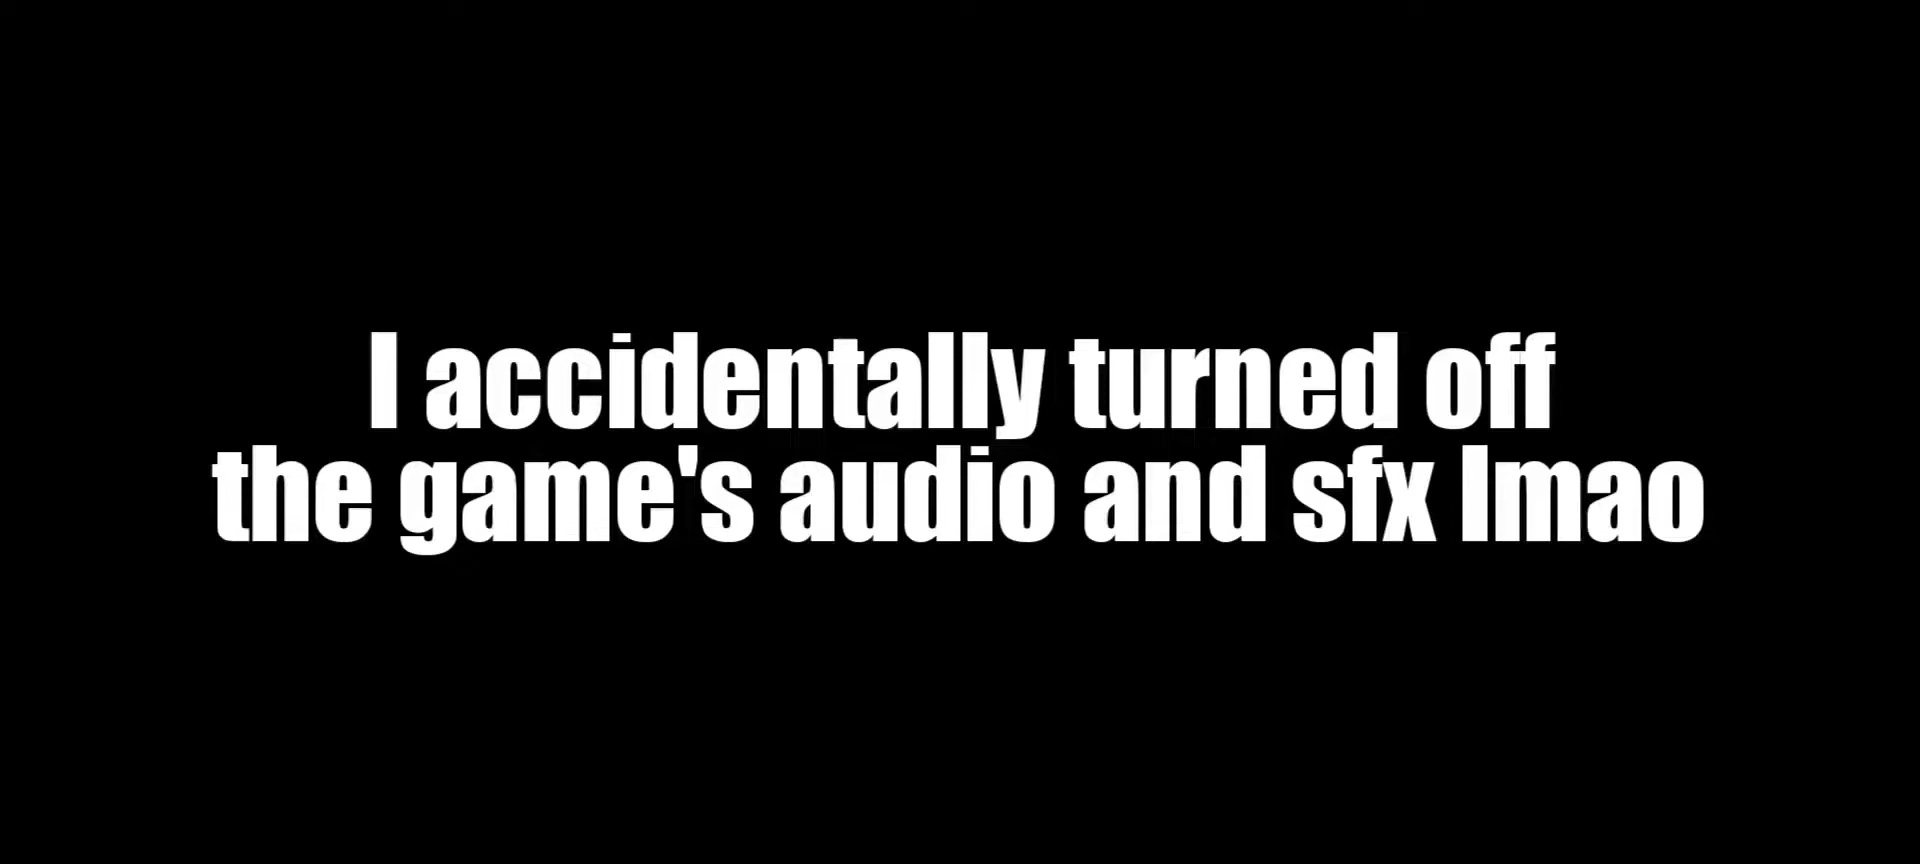 I accidentally turned off
the game's audio and sfx lmao